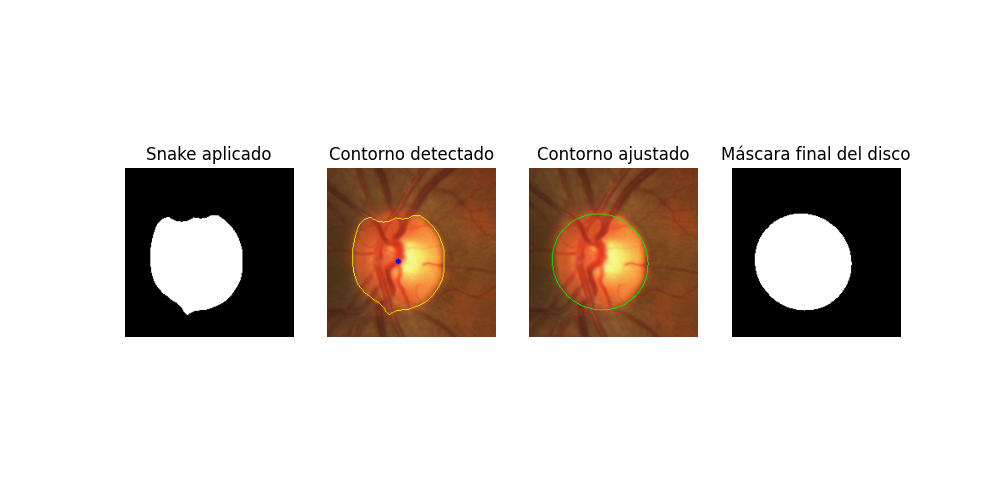 Snake aplicado
Contorno detectado
Contorno ajustado
Máscara final del disco